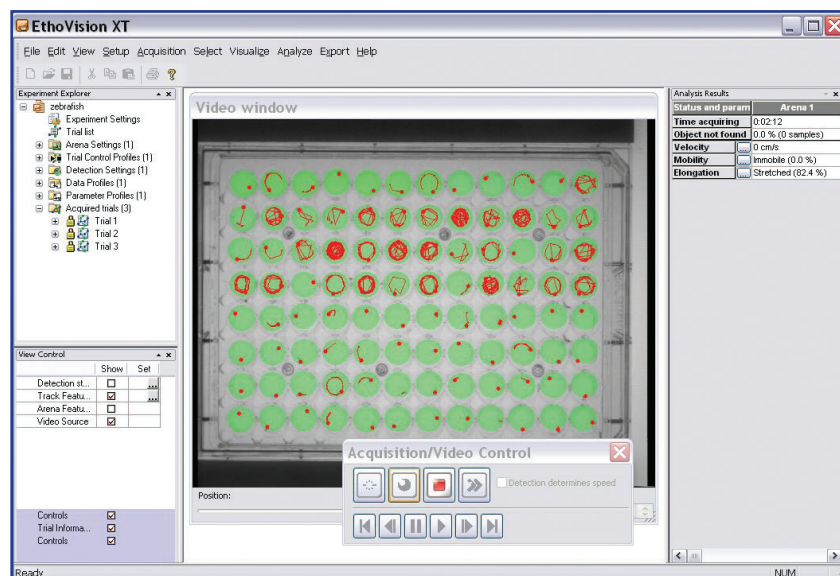 EthoVision XT
File Edit View Setup Acquisition Select Visualize Analyze Export Help
Experiment Explorer
zebrafish
Experiment Settings
Trial list
Arena Settings (1)
Trial Control Profiles (1)
Detection Settings (1)
Data Profiles (1)
Parameter Profiles (1)
Acquired trials (3)
Trial 1
Trial 2
Trial 3
View Control
Show Set
Detection st... ...
Track Featu... ...
Arena Featu...
Video Source
Controls
Trial Informa...
Controls
Video window
Position:
Acquisition/Video Control
Detection determines speed
Analysis Results
Status and param Arena 1
Time acquiring 0:02:12
Object not found 0.0 % (0 samples)
Velocity ... 0 cm/s
Mobility ... Immobile (0.0 %)
Elongation ... Stretched (82.4 %)
Ready NUM